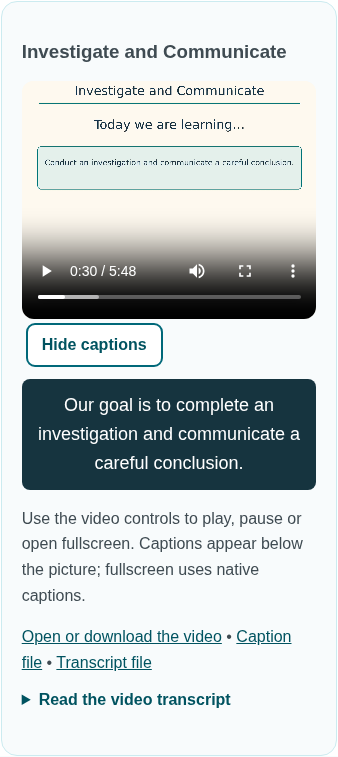 Investigate and Communicate
Investigate and Communicate
Today we are learning...
Conduct an investigation and communicate a careful conclusion.
0:30 / 5:48
Hide captions
Our goal is to complete an
investigation and communicate a
careful conclusion.
Use the video controls to play, pause or
open fullscreen. Captions appear below
the picture; fullscreen uses native
captions.
Open or download the video • Caption
file • Transcript file
Read the video transcript